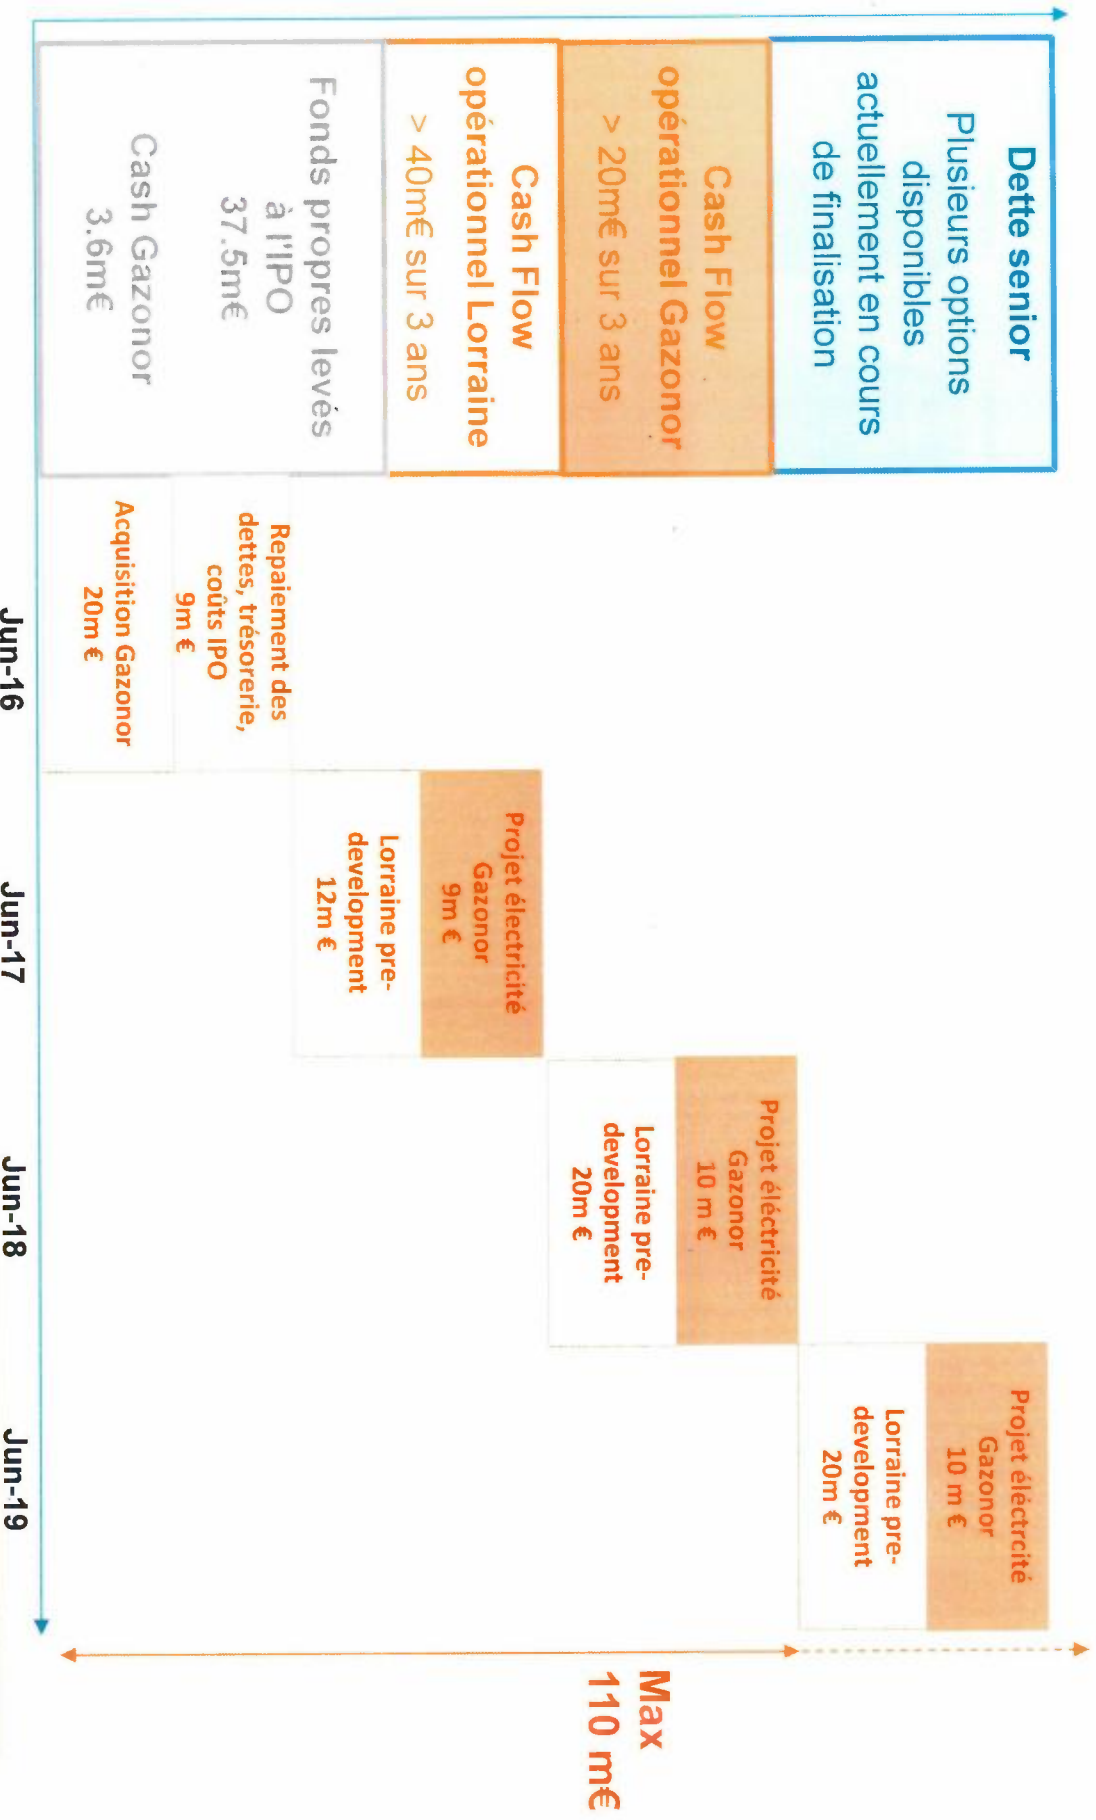 Dette senior
Plusieurs options
disponibles
actuellement en cours
de finalisation
Cash Flow
opérationnel Gazonor
> 20m€ sur 3 ans
Cash Flow
opérationnel Lorraine
> 40m€ sur 3 ans
Fonds propres levés
à l'IPO
37.5m€
Cash Gazonor
3.6m€
Repaiement des
dettes, trésorerie,
coûts IPO
9m €
Acquisition Gazonor
20m €
Projet électricité
Gazonor
9m €
Lorraine pre-
development
12m €
Projet éléctricité
Gazonor
10 m €
Lorraine pre-
development
20m €
Projet éléctrcité
Gazonor
10 m €
Lorraine pre-
development
20m €
Max
110 m€
Jun-16
Jun-17
Jun-18
Jun-19